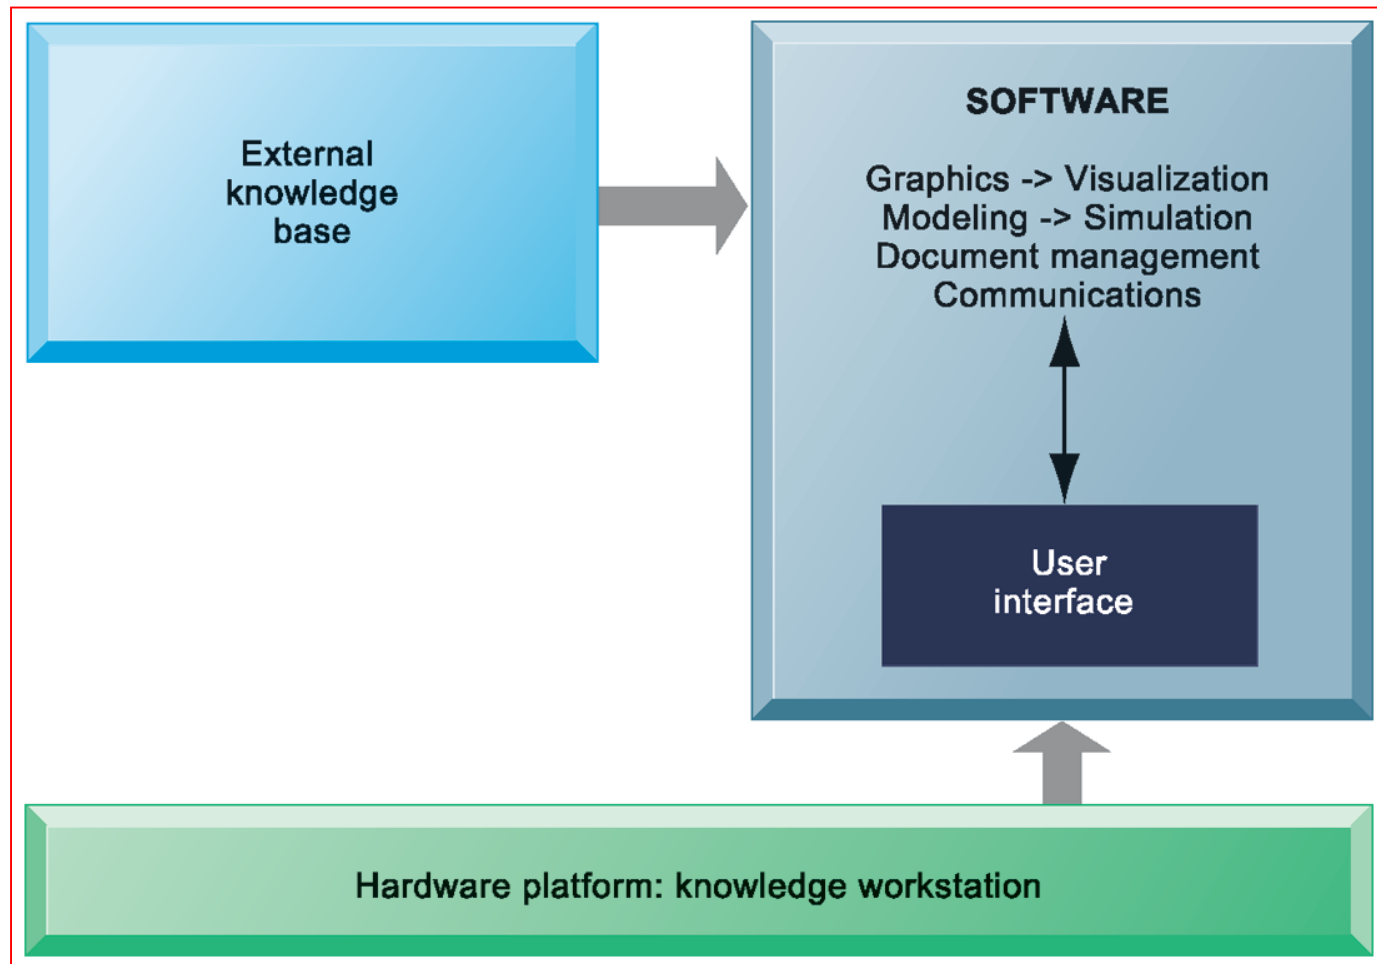 External
knowledge
base
SOFTWARE
Graphics -> Visualization
Modeling -> Simulation
Document management
Communications
User
interface
Hardware platform: knowledge workstation